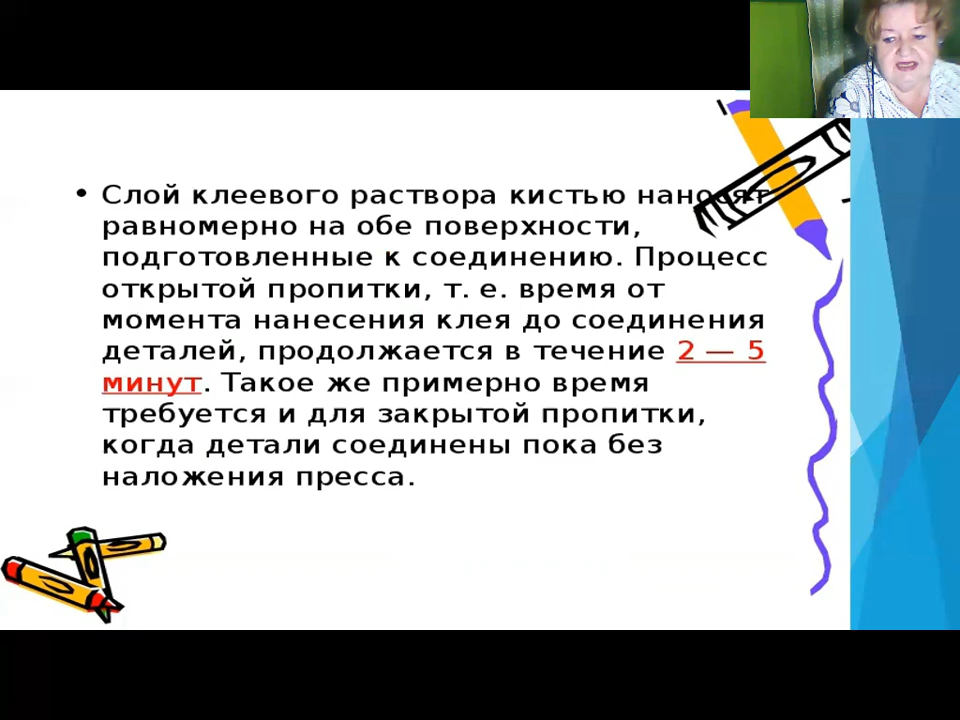 • Слой клеевого раствора кистью наносят
равномерно на обе поверхности,
подготовленные к соединению. Процесс
открытой пропитки, т. е. время от
момента нанесения клея до соединения
деталей, продолжается в течение 2 — 5
минут. Такое же примерно время
требуется и для закрытой пропитки,
когда детали соединены пока без
наложения пресса.